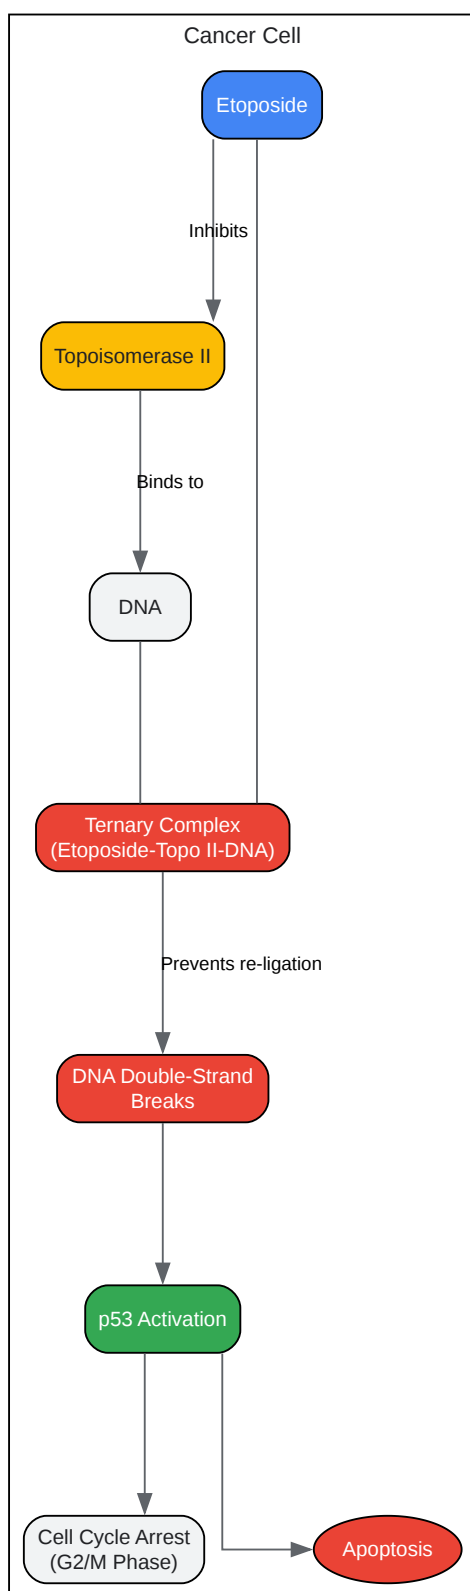 Cancer Cell
Etoposide
Inhibits
Topoisomerase II
Binds to
DNA
Ternary Complex
(Etoposide-Topo II-DNA)
Prevents re-ligation
DNA Double-Strand
Breaks
p53 Activation
Cell Cycle Arrest
(G2/M Phase)
Apoptosis